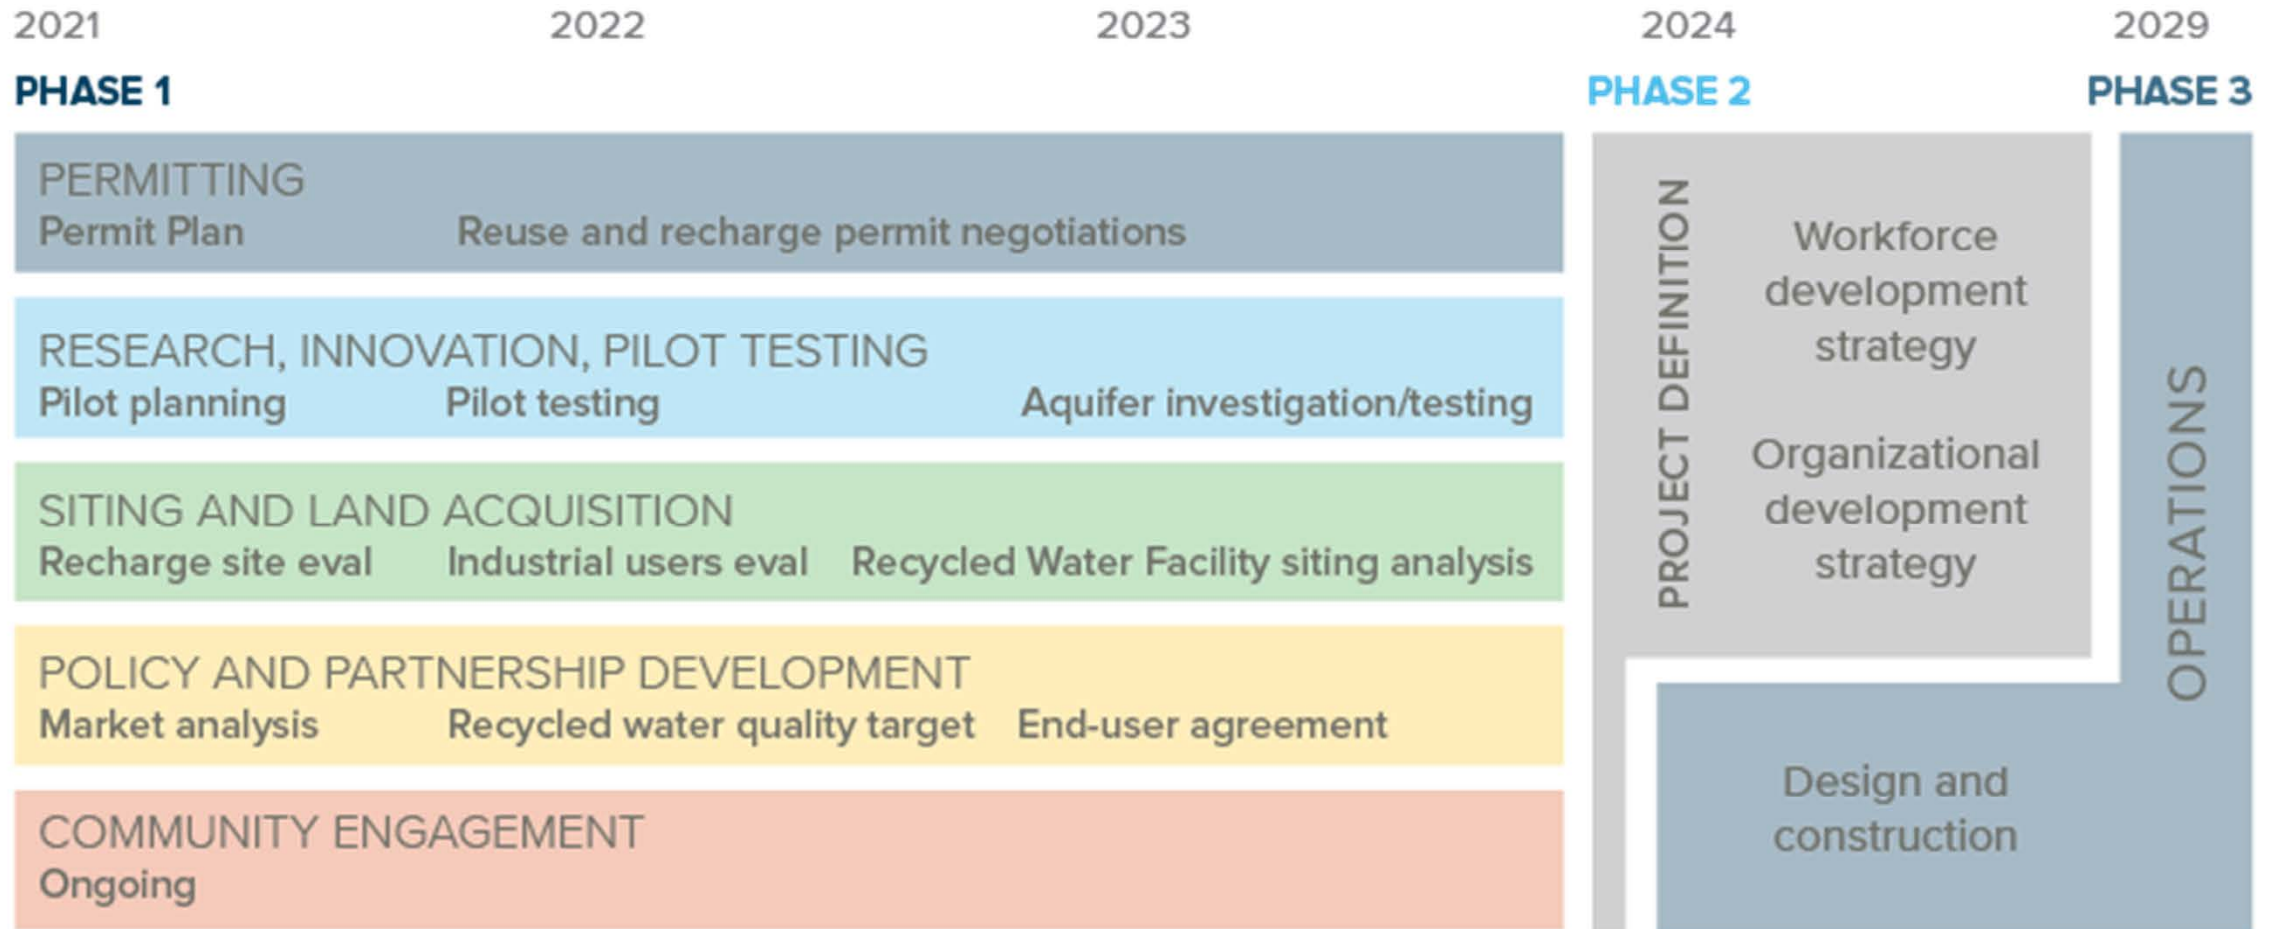 2021 2022 2023 2024 2029
PHASE 1 PHASE 2 PHASE 3
PERMITTING
Permit Plan Reuse and recharge permit negotiations
RESEARCH, INNOVATION, PILOT TESTING
Pilot planning Pilot testing Aquifer investigation/testing
SITING AND LAND ACQUISITION
Recharge site eval Industrial users eval Recycled Water Facility siting analysis
POLICY AND PARTNERSHIP DEVELOPMENT
Market analysis Recycled water quality target End-user agreement
COMMUNITY ENGAGEMENT
Ongoing
PROJECT DEFINITION
Workforce
development
strategy
Organizational
development
strategy
Design and
construction
OPERATIONS